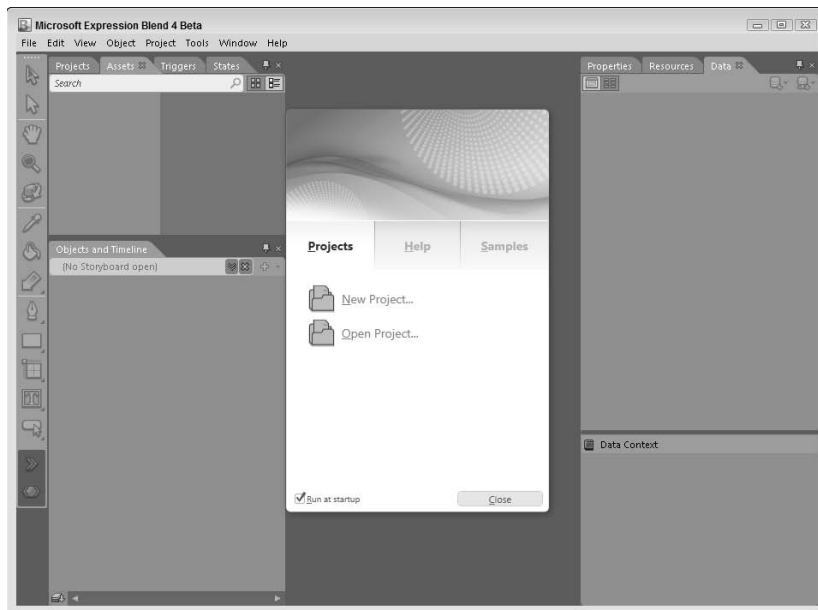 Microsoft Expression Blend 4 Beta
File Edit View Object Project Tools Window Help
Projects Assets Triggers States
Search
Objects and Timeline
(No Storyboard open)
Projects Help Samples
New Project...
Open Project...
Run at startup
Close
Properties Resources Data
Data Context